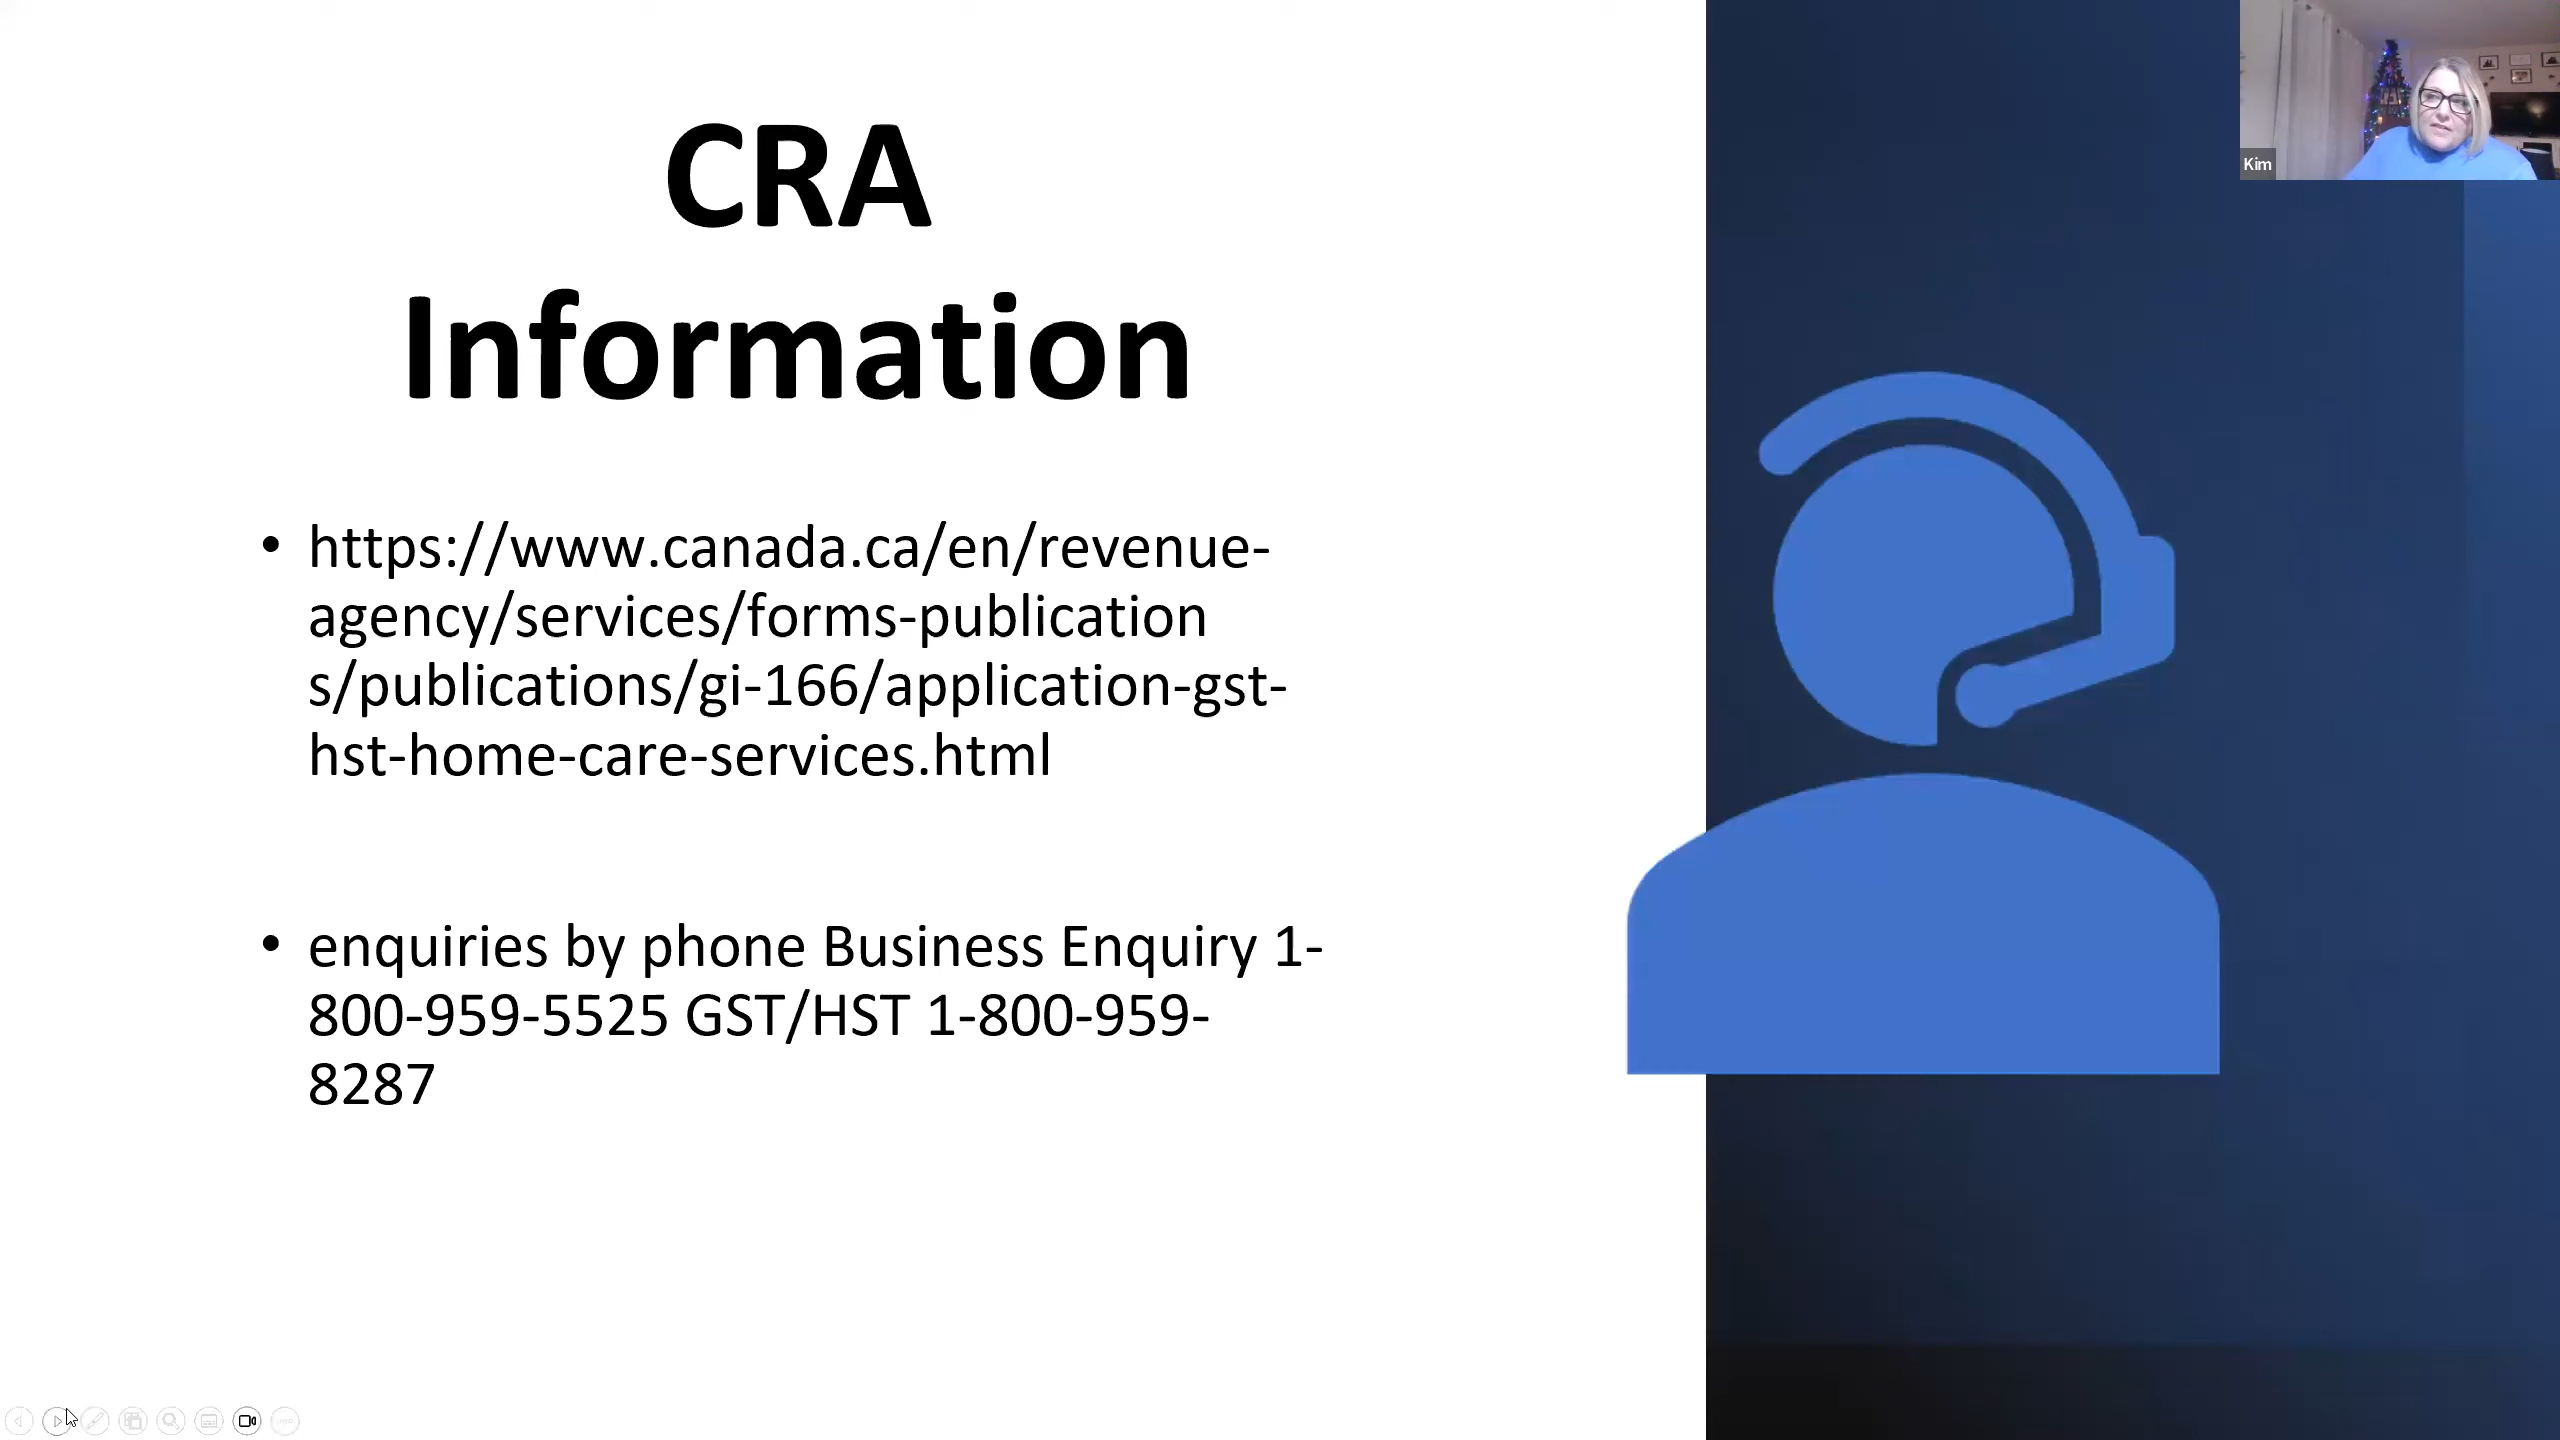 CRA
Information
• https://www.canada.ca/en/revenue-
agency/services/forms-publication
s/publications/gi-166/application-gst-
hst-home-care-services.html
• enquiries by phone Business Enquiry 1-
800-959-5525 GST/HST 1-800-959-
8287
Kim